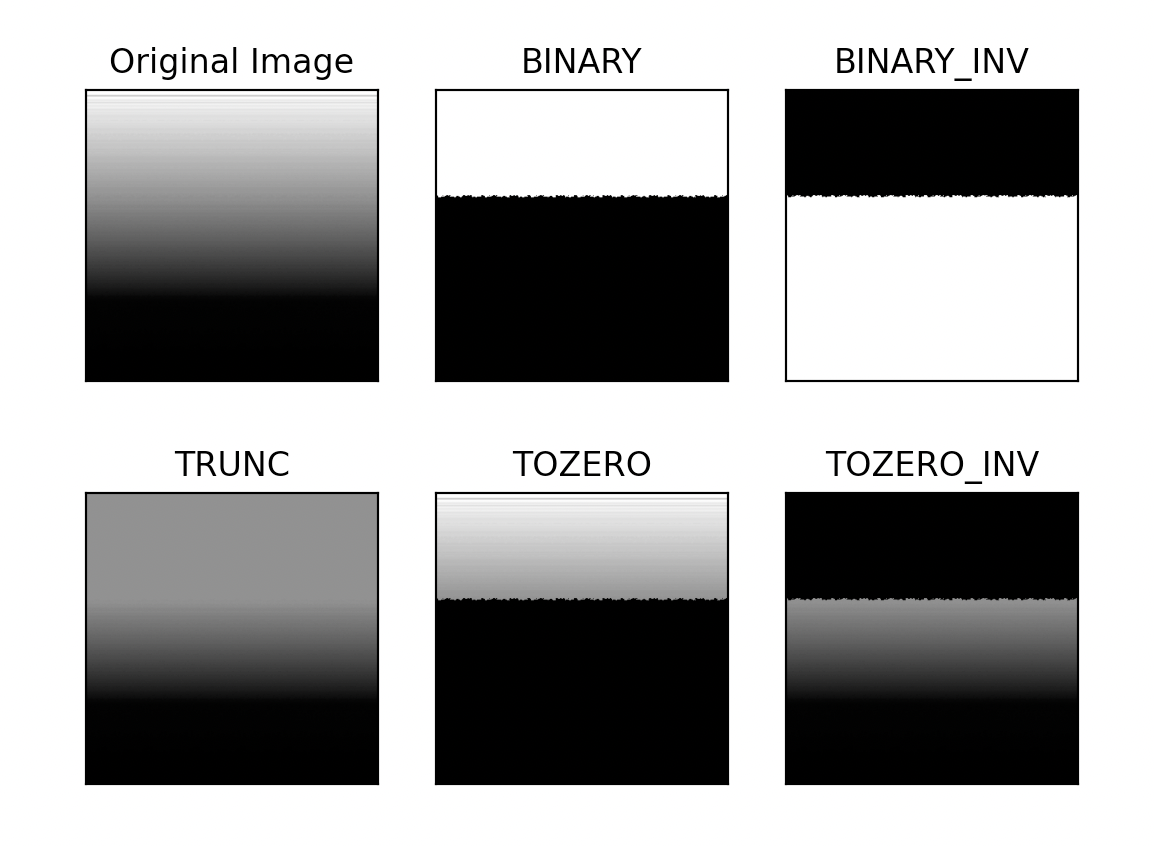 Original Image
BINARY
BINARY_INV
TRUNC
TOZERO
TOZERO_INV